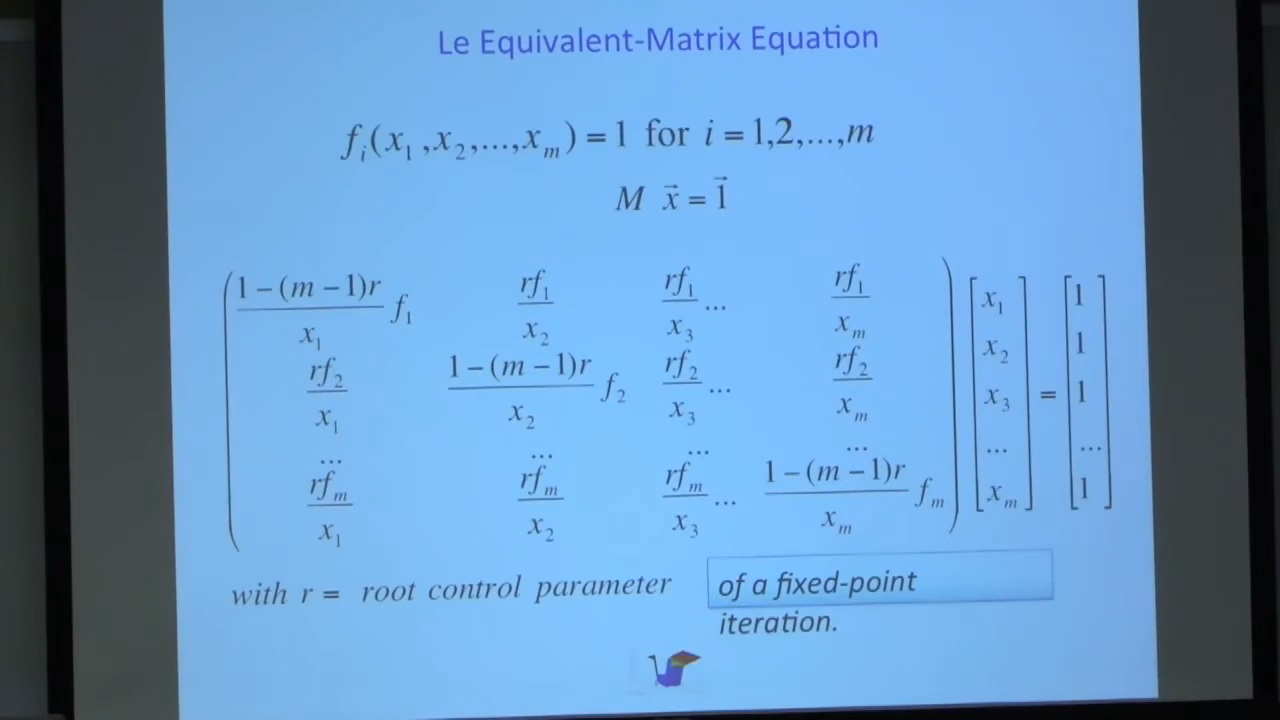 Le Equivalent-Matrix Equation
f_i(x_1,x_2,...,x_m) = 1 for i = 1,2,...,m
M x⃗ = 1⃗
(1−(m−1)r)/x_1 f_1   rf_1/x_2   rf_1/x_3 ...   rf_1/x_m   x_1   1
rf_2/x_1   (1−(m−1)r)/x_2 f_2   rf_2/x_3 ...   rf_2/x_m   x_2   1
x_3 = 1
...   ...   ...   ...   ...   ...
rf_m/x_1   rf_m/x_2   rf_m/x_3 ...   (1−(m−1)r)/x_m f_m   x_m   1
with r = root control parameter of a fixed-point
iteration.